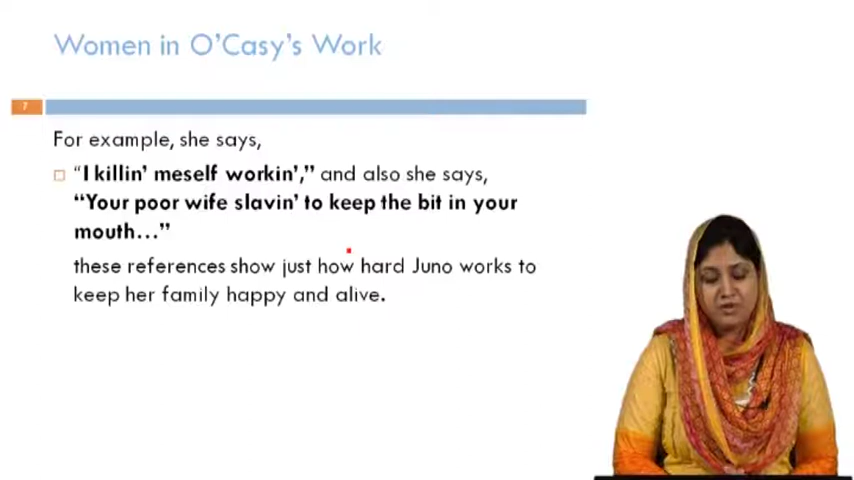 Women in O'Casy's Work
7
For example, she says,
"I killin' meself workin'," and also she says,
"Your poor wife slavin' to keep the bit in your
mouth..."
these references show just how hard Juno works to
keep her family happy and alive.